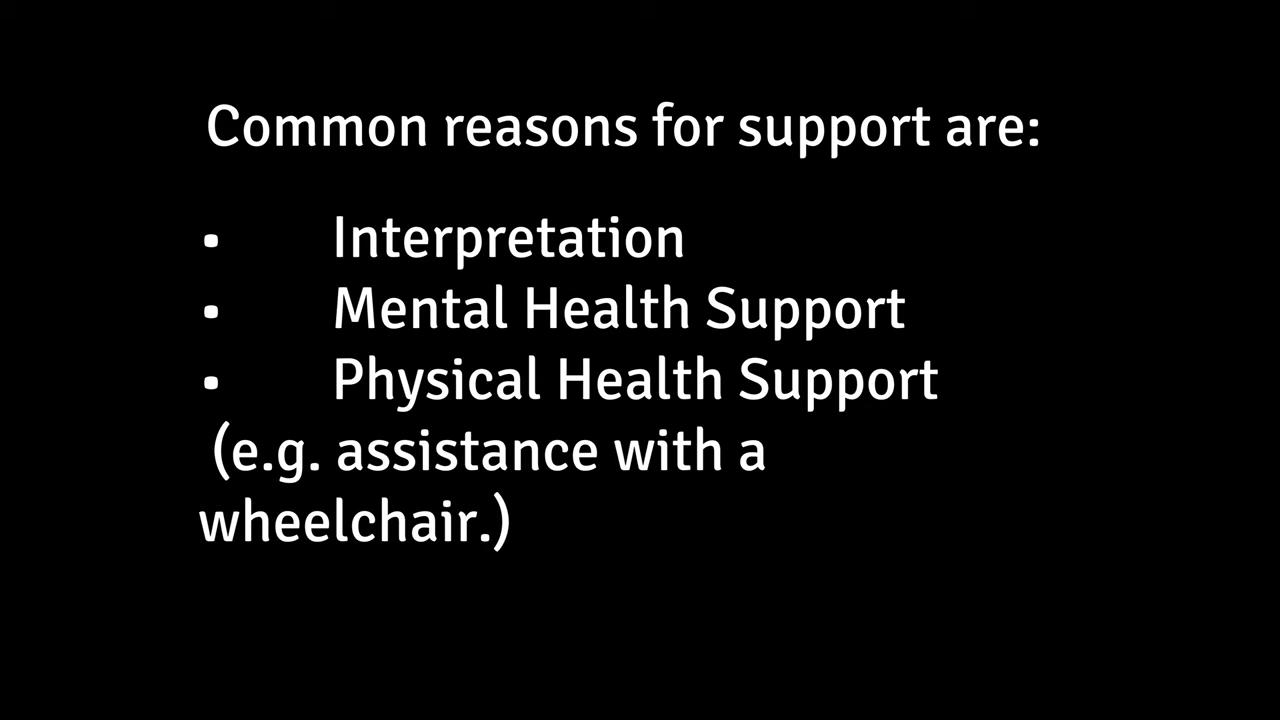 Common reasons for support are:
• Interpretation
• Mental Health Support
• Physical Health Support
(e.g. assistance with a
wheelchair.)